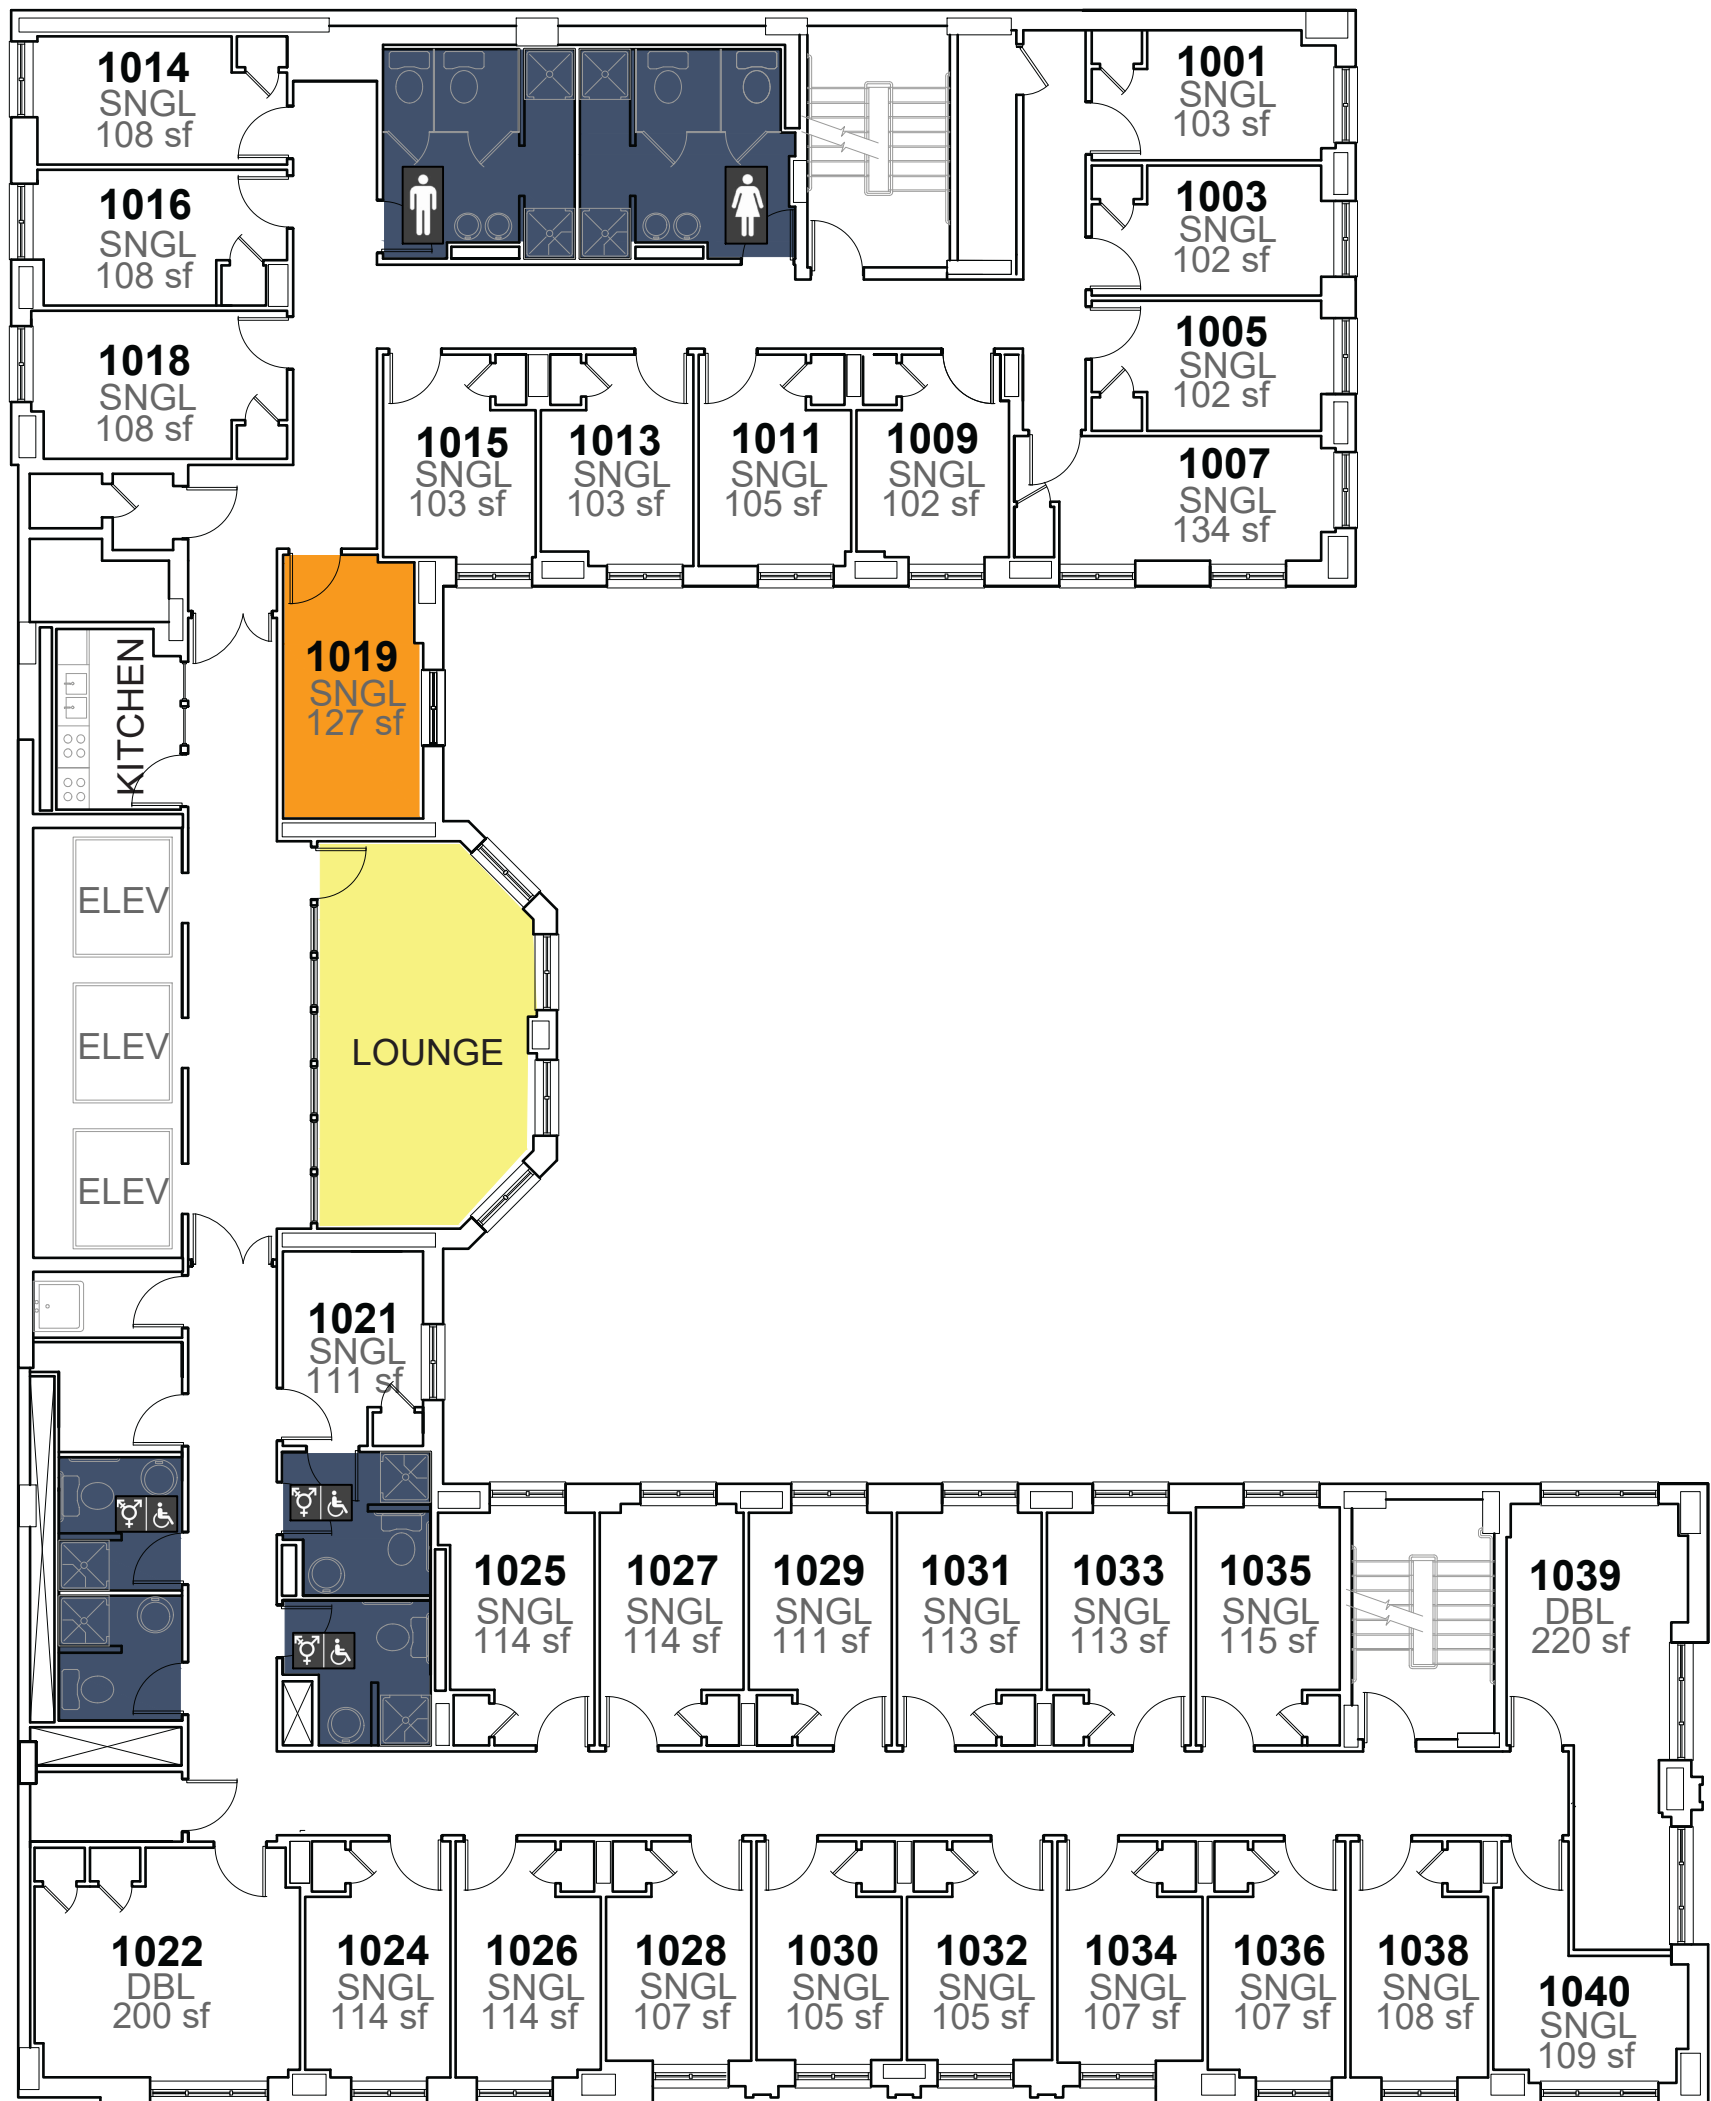 1014
SNGL
108 sf
1001
SNGL
103 sf
1016
SNGL
108 sf
1003
SNGL
102 sf
1018
SNGL
108 sf
1005
SNGL
102 sf
1015
SNGL
103 sf
1013
SNGL
103 sf
1011
SNGL
105 sf
1009
SNGL
102 sf
1007
SNGL
134 sf
KITCHEN
1019
SNGL
127 sf
ELEV
ELEV
LOUNGE
ELEV
1021
SNGL
111 sf
1025
SNGL
114 sf
1027
SNGL
114 sf
1029
SNGL
111 sf
1031
SNGL
113 sf
1033
SNGL
113 sf
1035
SNGL
115 sf
1039
DBL
220 sf
1022
DBL
200 sf
1024
SNGL
114 sf
1026
SNGL
114 sf
1028
SNGL
107 sf
1030
SNGL
105 sf
1032
SNGL
105 sf
1034
SNGL
107 sf
1036
SNGL
107 sf
1038
SNGL
108 sf
1040
SNGL
109 sf